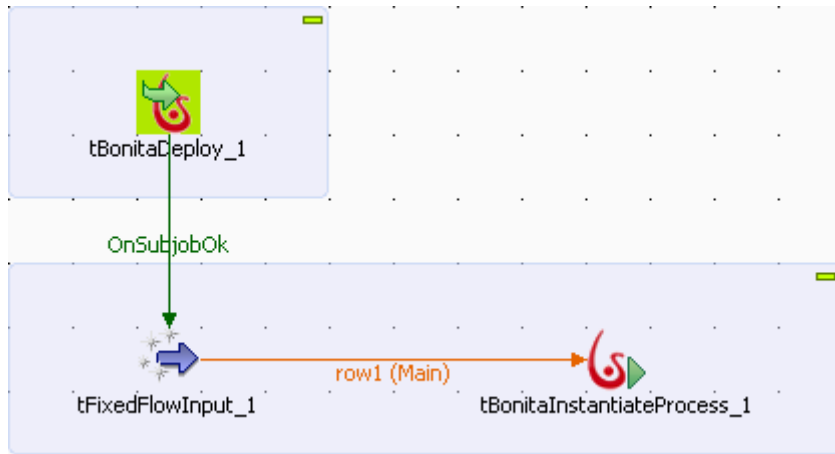 tBonitaDeploy_1
OnSubjobOk
row1 (Main)
tFixedFlowInput_1
tBonitaInstantiateProcess_1